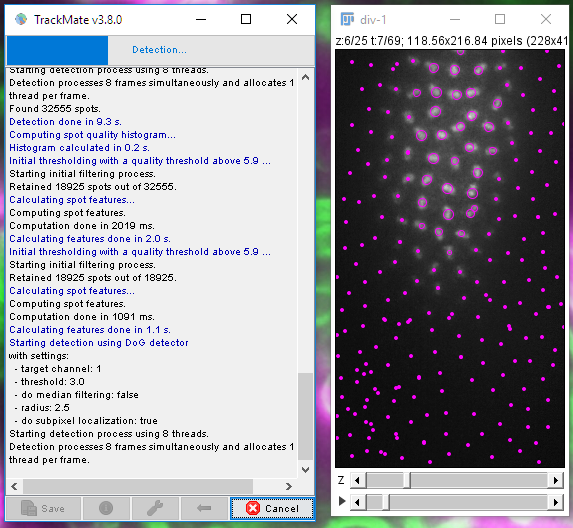 TrackMate v3.8.0
Detection...
Starting detection process using 8 threads.
Detection processes 8 frames simultaneously and allocates 1
thread per frame.
Found 32555 spots.
Detection done in 9.3 s.
Computing spot quality histogram...
Histogram calculated in 0.2 s.
Initial thresholding with a quality threshold above 5.9 ...
Starting initial filtering process.
Retained 18925 spots out of 32555.
Calculating spot features...
Computing spot features.
Computation done in 2019 ms.
Calculating features done in 2.0 s.
Initial thresholding with a quality threshold above 5.9 ...
Starting initial filtering process.
Retained 18925 spots out of 18925.
Calculating spot features...
Computing spot features.
Computation done in 1091 ms.
Calculating features done in 1.1 s.
Starting detection using DoG detector
with settings:
- target channel: 1
- threshold: 3.0
- do median filtering: false
- radius: 2.5
- do subpixel localization: true
Starting detection process using 8 threads.
Detection processes 8 frames simultaneously and allocates 1
thread per frame.
Save
Cancel
div-1
z:6/25 t:7/69; 118.56x216.84 pixels (228x41
z